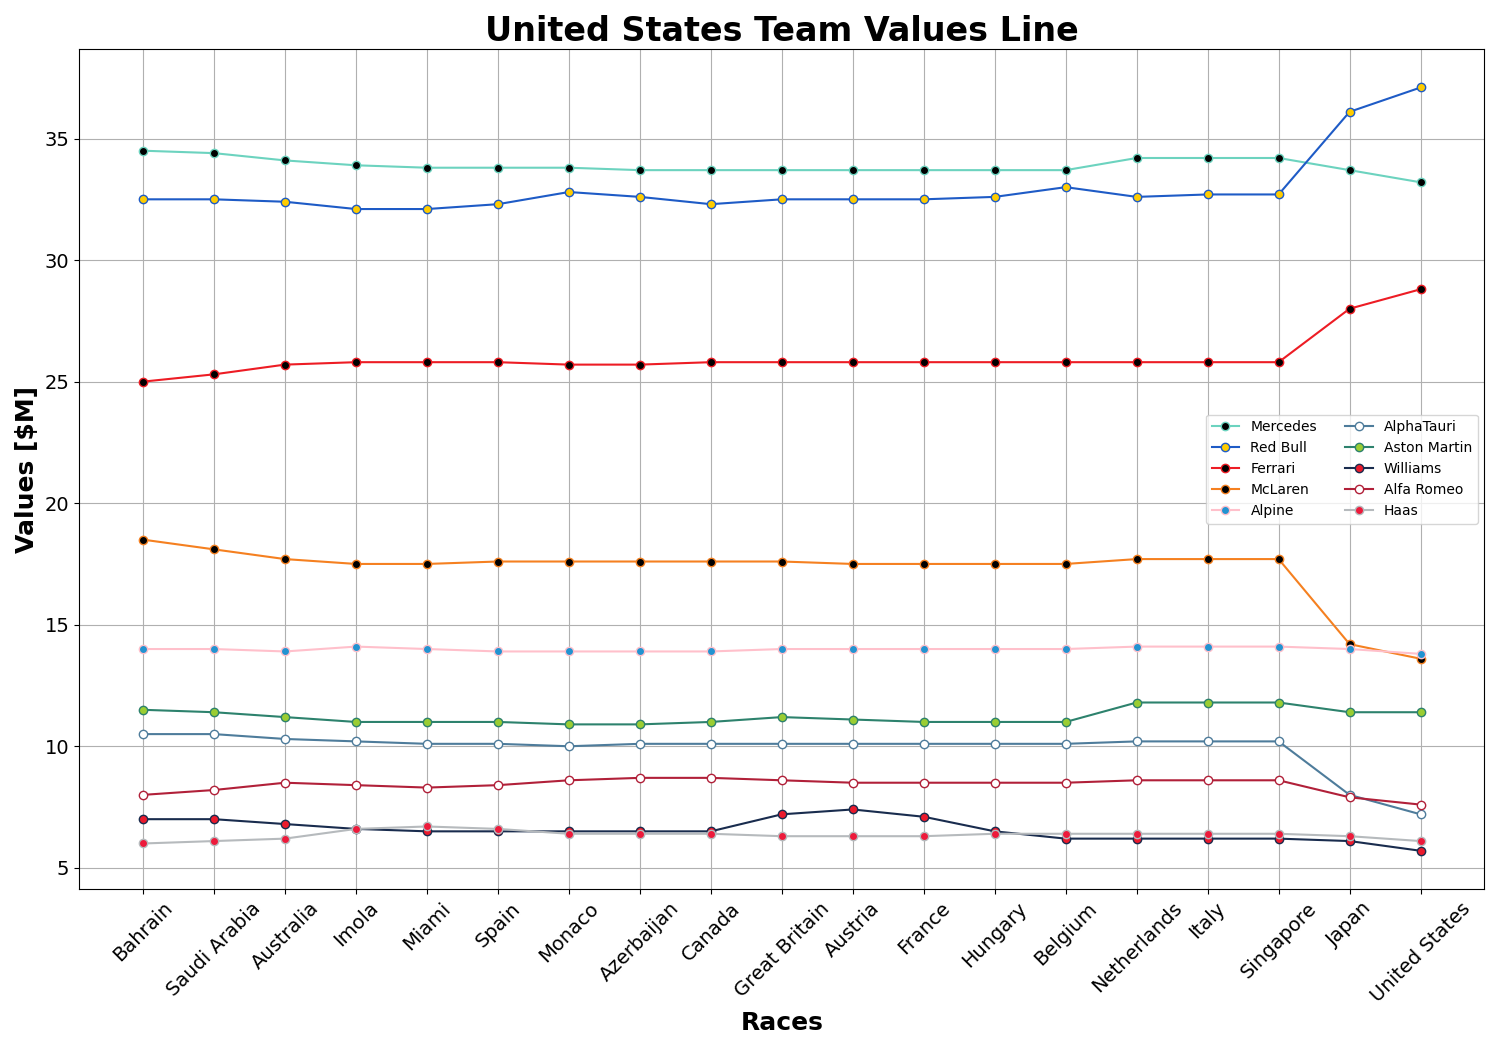 United States Team Values Line
Values [$M]
35
30
25
20
15
10
5
Mercedes
Red Bull
Ferrari
McLaren
Alpine
AlphaTauri
Aston Martin
Williams
Alfa Romeo
Haas
Bahrain
Saudi Arabia
Australia
Imola
Miami
Spain
Monaco
Azerbaijian
Canada
Great Britain
Austria
France
Hungary
Belgium
Netherlands
Italy
Singapore
Japan
United States
Races